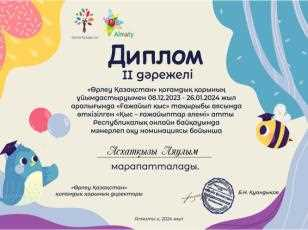 Almaty
Диплом
II дәрежелі
«Өрлеу Қазақстан» қоғамдық қорының
ұйымдастыруымен 08.12.2023 - 26.01.2024 жыл
аралығында «Ғажайып қыс» тақырыбы аясында
өткізілген «Қыс – ғажайыптар әлемі» атты
Республикалық онлайн байқауында
мәнерлеп оқу номинациясы бойынша
Асхатқызы Аяулым
марапатталады.
«Өрлеу Қазақстан»
қоғамдық қорының директоры
Б.Н. Қуандықов
Алматы қ, 2024 жыл